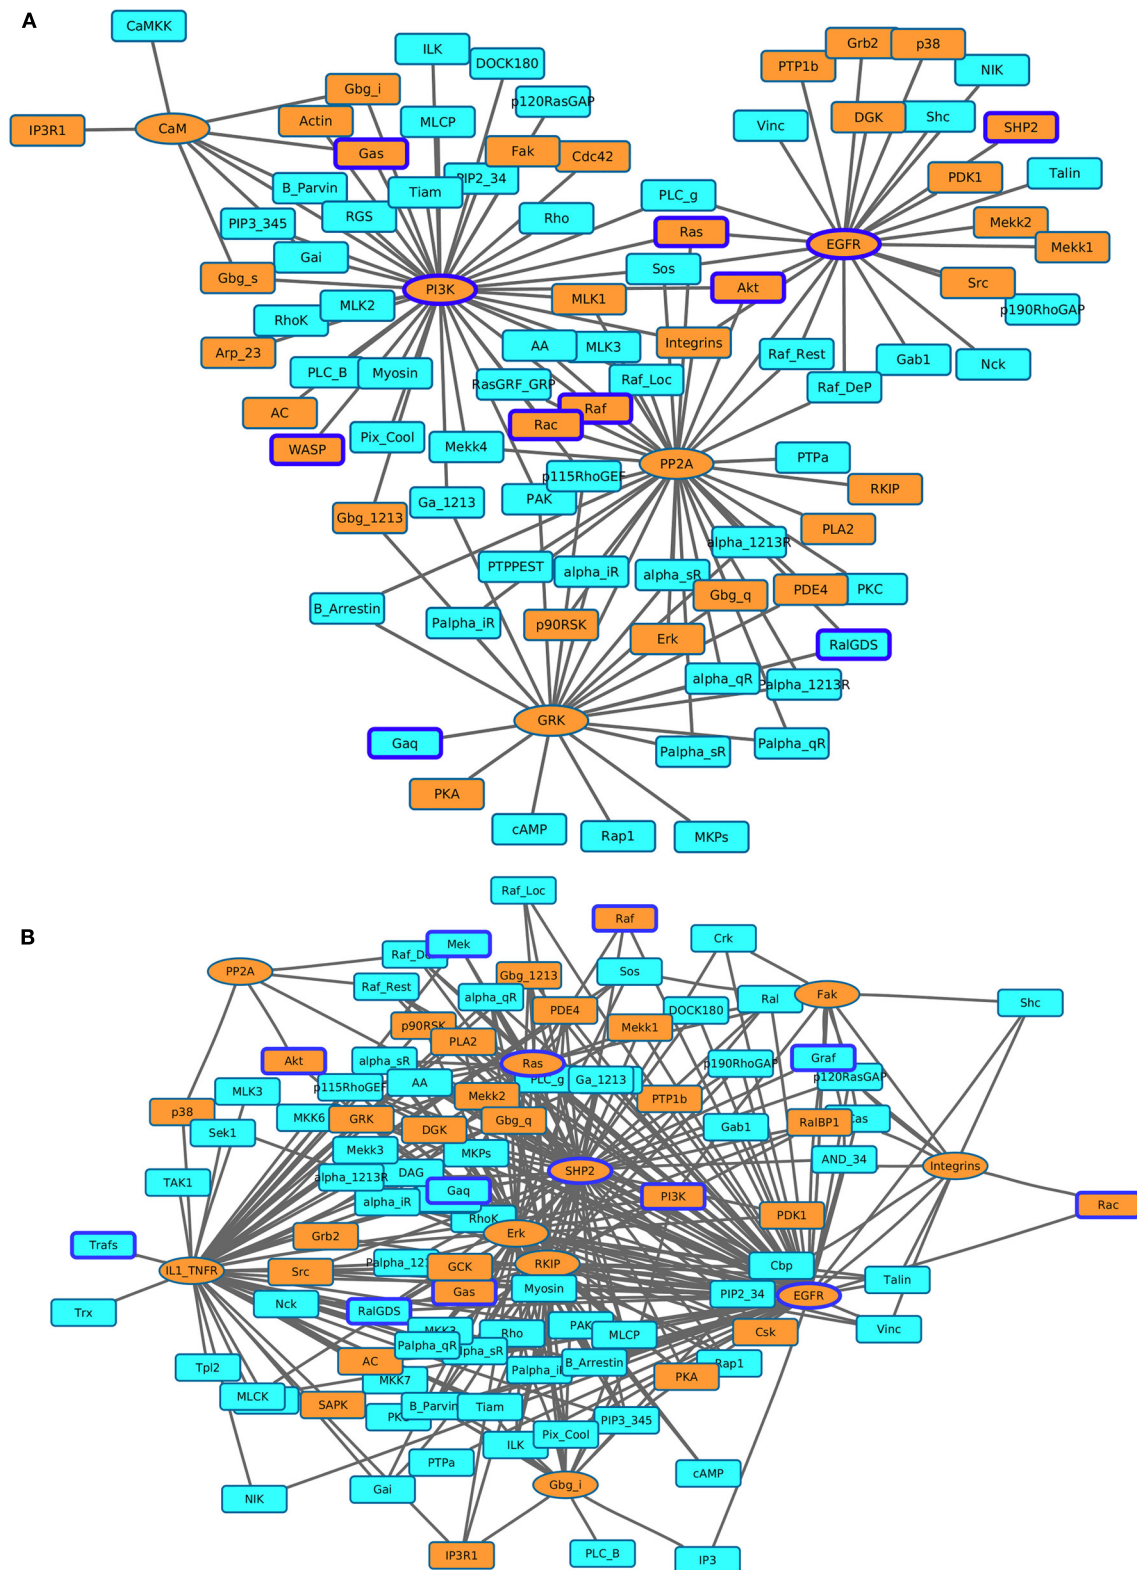 A
CaMKK
ILK
DOCK180
Grb2
p38
PTP1b
NIK
Gbg_i
p120RasGAP
Actin
MLCP
DGK
Shc
Vinc
SHP2
IP3R1
CaM
Gas
Fak
Cdc42
PIP2_34
Tiam
B_Parvin
PDK1
Talin
PLC_g
RGS
Rho
PIP3_345
Ras
Mekk2
Mekk1
EGFR
Gai
Sos
Gbg_s
PI3K
Akt
Src
MLK1
MLK2
p190RhoGAP
RhoK
Integrins
AA
MLK3
Arp_23
Raf_Rest
Gab1
Nck
PLC_B
Myosin
Raf_Loc
RasGRF_GRP
Raf_DeP
AC
Raf
Rac
WASP
Pix_Cool
Mekk4
PP2A
PTPa
p115RhoGEF
RKIP
PAK
Ga_1213
Gbg_1213
PLA2
alpha_1213R
PTPPEST
alpha_iR
alpha_sR
Gbg_q
PDE4
PKC
B_Arrestin
Palpha_iR
p90RSK
Erk
RalGDS
alpha_qR
Palpha_1213R
GRK
Gaq
Palpha_sR
Palpha_qR
PKA
cAMP
Rap1
MKPs
B
Raf_Loc
Raf
Mek
Crk
Raf_De
PP2A
Gbg_1213
Sos
Raf_Rest
alpha_qR
Ral
Fak
Shc
PDE4
DOCK180
p90RSK
Mekk1
PLA2
Akt
alpha_sR
Ras
p190RhoGAP
Graf
p120RasGAP
p115RhoGEF
AA
PLC_g
Ga_1213
MLK3
Mekk2
PTP1b
p38
MKK6
GRK
Gbg_q
RalBP1
Cas
Sek1
DGK
Gab1
Mekk3
MKPs
AND_34
Integrins
TAK1
alpha_1213R
DAG
SHP2
alpha_iR
Gaq
PI3K
Rac
PDK1
RhoK
Trafs
Grb2
Erk
IL1_TNFR
Src
Palpha_121
GCK
RKIP
Cbp
Talin
Trx
Nck
RalGDS
Gas
Myosin
PIP2_34
EGFR
MKK3
Rho
PAK
MLCP
Csk
Vinc
Palpha_qR
alpha_sR
Tpl2
AC
Palpha_iR
B_Arrestin
Rap1
MKK7
PKA
MLCK
SAPK
PKC
B_Parvin
Tiam
PIP3_345
Pix_Cool
ILK
PTPa
cAMP
Gai
NIK
Gbg_i
IP3R1
PLC_B
IP3